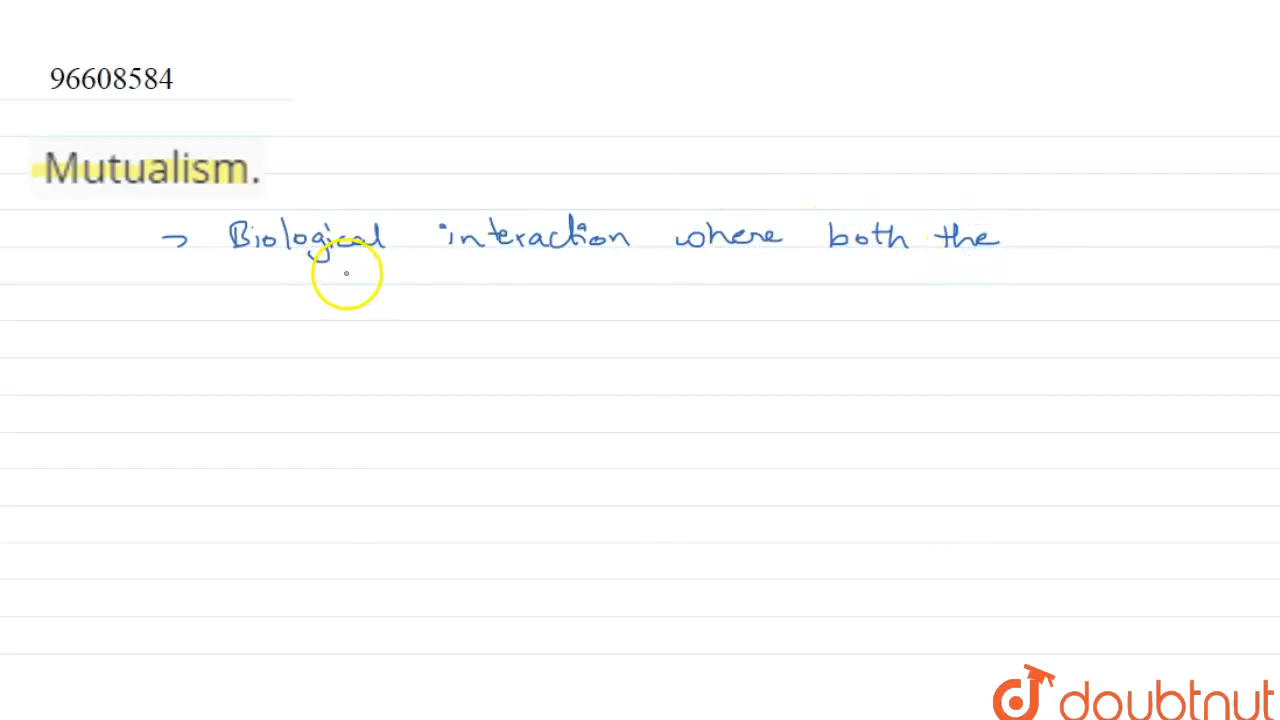 96608584
Mutualism.
→ Biological interaction where both the
doubtnut